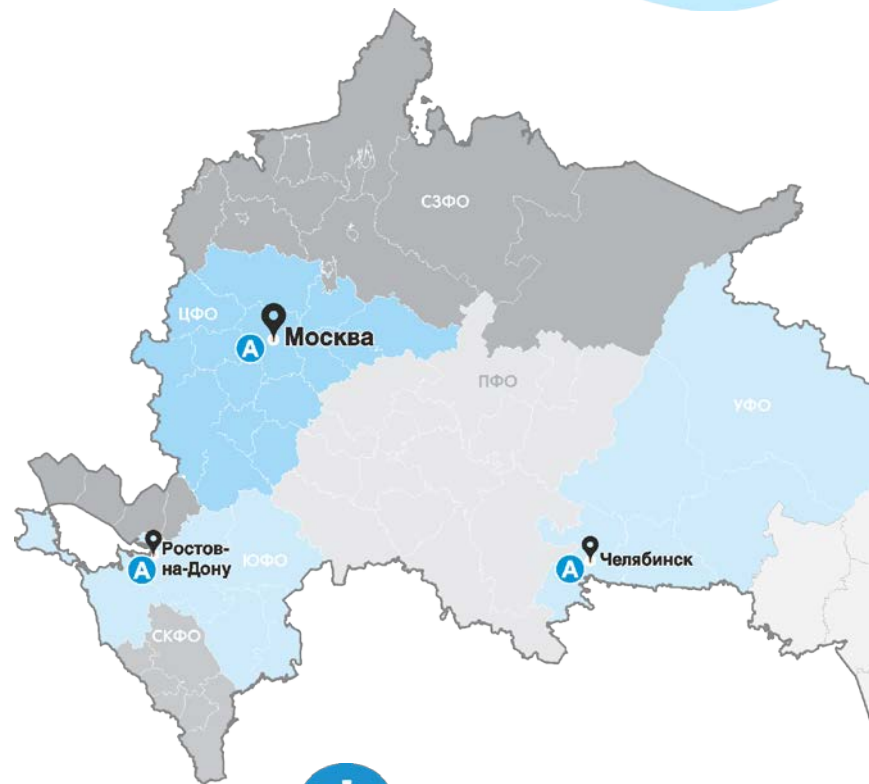 СЗФО
ЦФО
А
Москва
ПФО
УФО
Ростов-
на-Дону
А
ЮФО
А
Челябинск
СКФО